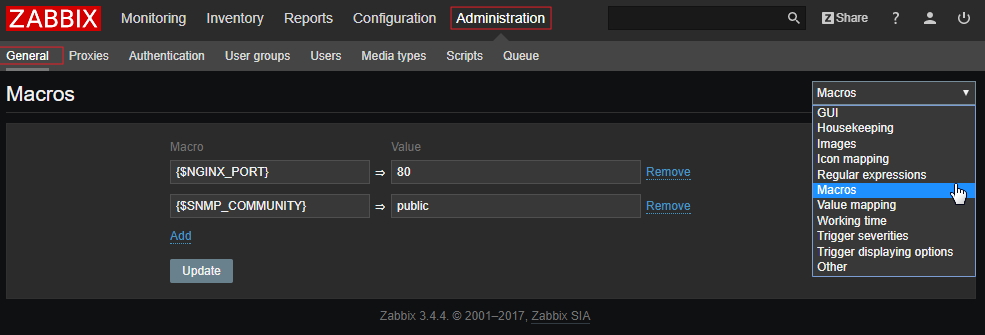 ZABBIX Monitoring Inventory Reports Configuration Administration Z Share ?
General Proxies Authentication User groups Users Media types Scripts Queue
Macros Macros ▼
GUI
Housekeeping
Images
Icon mapping
Regular expressions
Macros
Value mapping
Working time
Trigger severities
Trigger displaying options
Other
Macro Value
{$NGINX_PORT} ⇒ 80 Remove
{$SNMP_COMMUNITY} ⇒ public Remove
Add
Update
Zabbix 3.4.4. © 2001–2017, Zabbix SIA